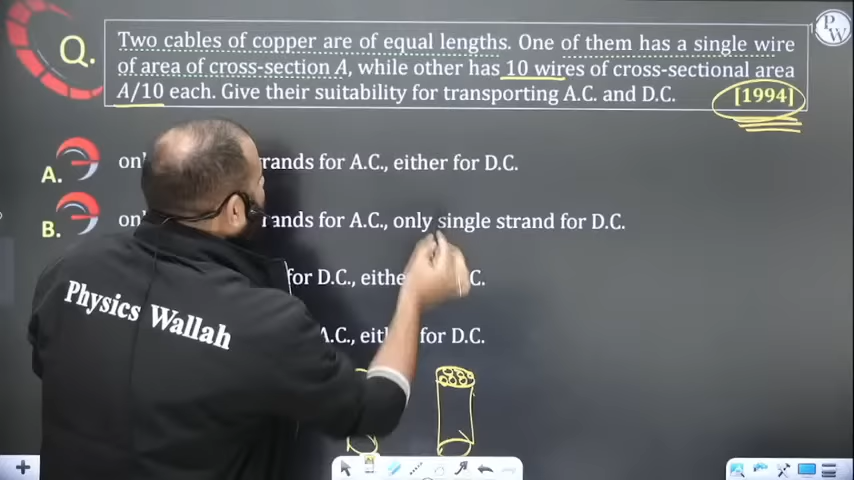 Q.
Two cables of copper are of equal lengths. One of them has a single wire
of area of cross-section A, while other has 10 wires of cross-sectional area
A/10 each. Give their suitability for transporting A.C. and D.C.
[1994]
PW
A.
rands for A.C., either for D.C.
B.
rands for A.C., only single strand for D.C.
for D.C., eithe C.
A.C., eit for D.C.
Physics Wallah